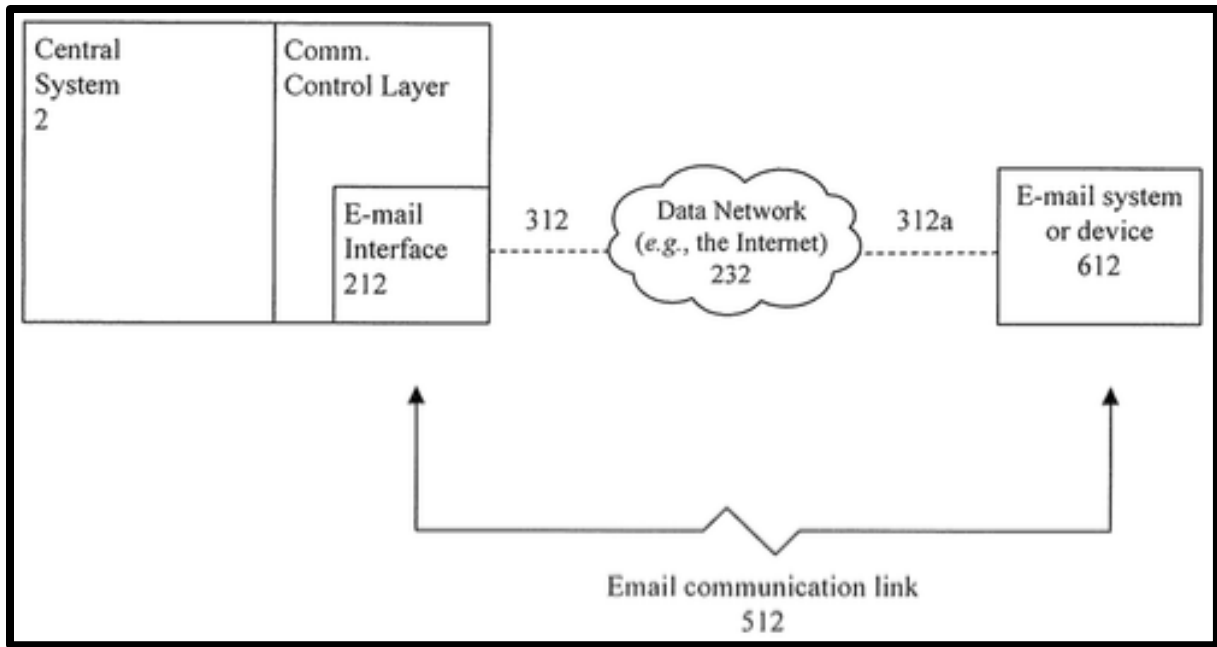 Central
System
2
Comm.
Control Layer
E-mail
Interface
212
312
Data Network
(e.g., the Internet)
232
312a
E-mail system
or device
612
Email communication link
512